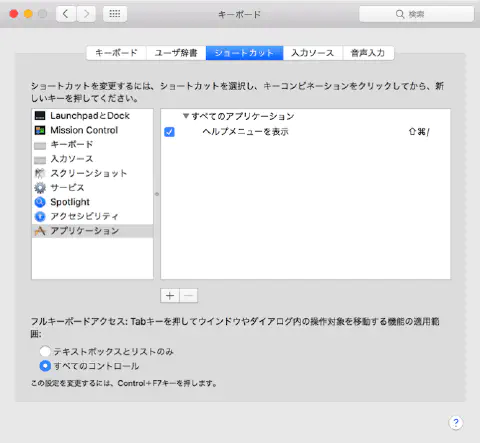 キーボード
検索
キーボード ユーザ辞書 ショートカット 入力ソース 音声入力
ショートカットを変更するには、ショートカットを選択し、キーコンビネーションをクリックしてから、新
しいキーを押してください。
LaunchpadとDock
Mission Control
キーボード
入力ソース
スクリーンショット
サービス
Spotlight
アクセシビリティ
アプリケーション
▼すべてのアプリケーション
ヘルプメニューを表示 ⇧⌘/
+ −
フルキーボードアクセス: Tabキーを押してウインドウやダイアログ内の操作対象を移動する機能の適用範
囲:
テキストボックスとリストのみ
すべてのコントロール
この設定を変更するには、Control+F7キーを押します。
?